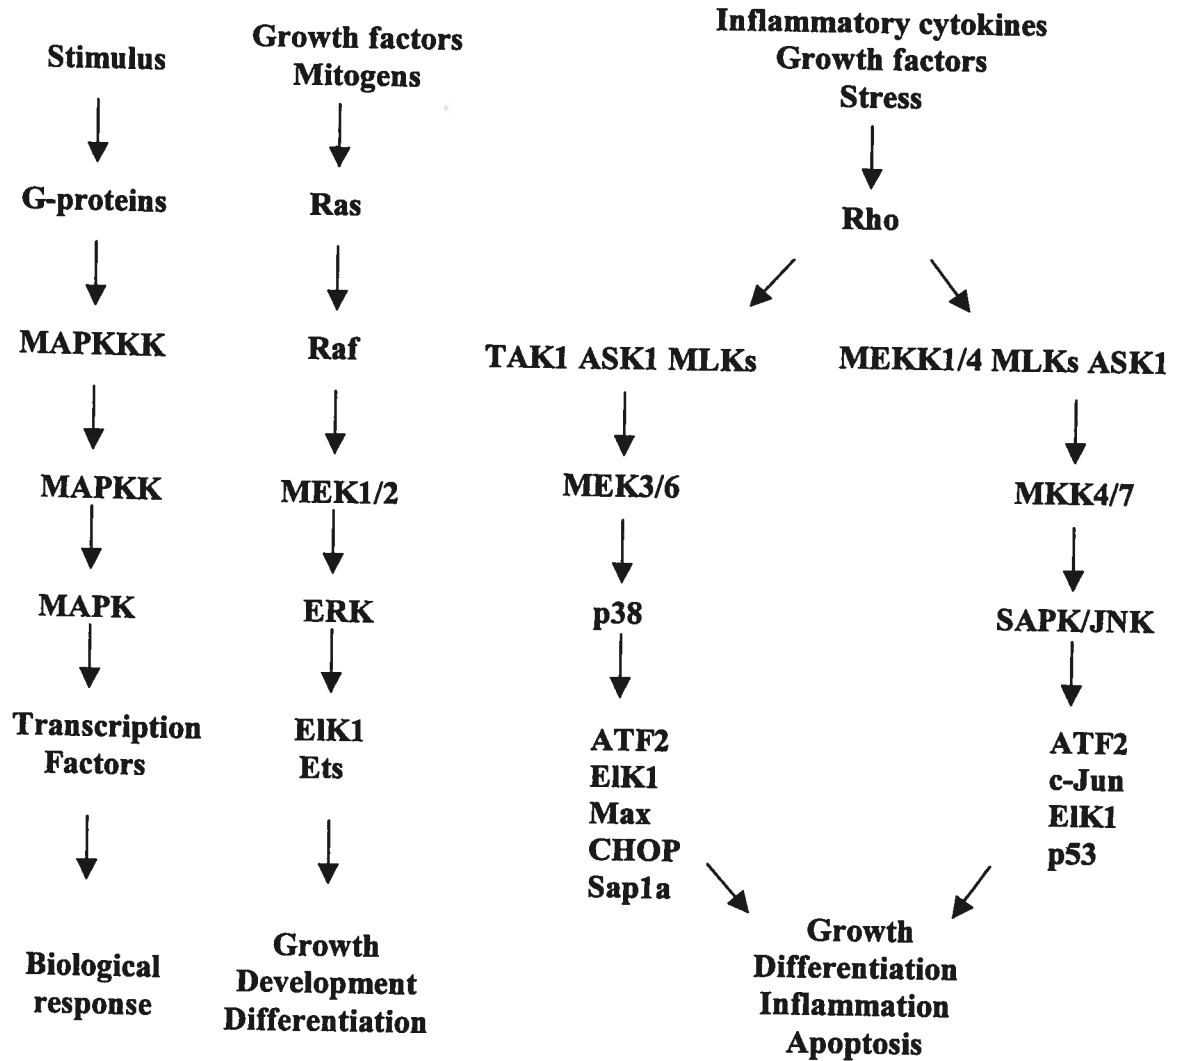 Stimulus
G-proteins
MAPKKK
MAPKK
MAPK
Transcription
Factors
Biological
response
Growth factors
Mitogens
Ras
Raf
MEK1/2
ERK
ElK1
Ets
Growth
Development
Differentiation
Inflammatory cytokines
Growth factors
Stress
Rho
TAK1 ASK1 MLKs
MEK3/6
p38
ATF2
ElK1
Max
CHOP
Sap1a
MEKK1/4 MLKs ASK1
MKK4/7
SAPK/JNK
ATF2
c-Jun
ElK1
p53
Growth
Differentiation
Inflammation
Apoptosis